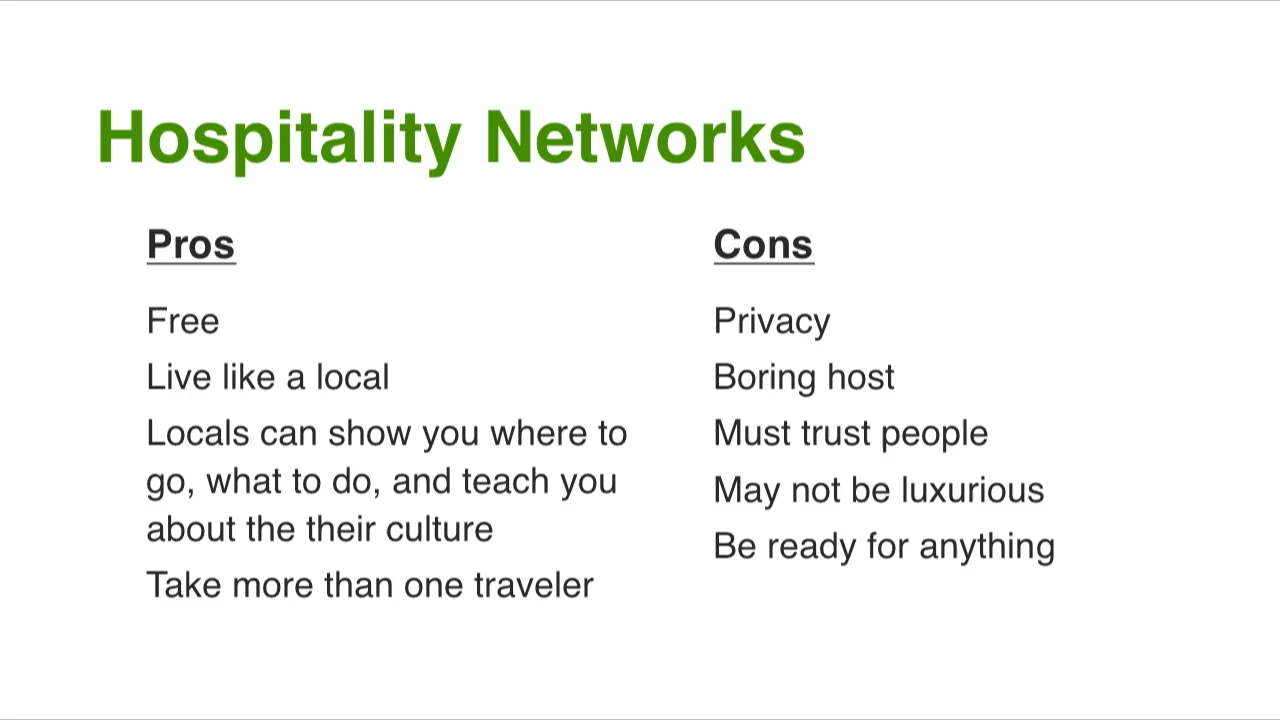 Hospitality Networks
Pros
Free
Live like a local
Locals can show you where to
go, what to do, and teach you
about the their culture
Take more than one traveler
Cons
Privacy
Boring host
Must trust people
May not be luxurious
Be ready for anything